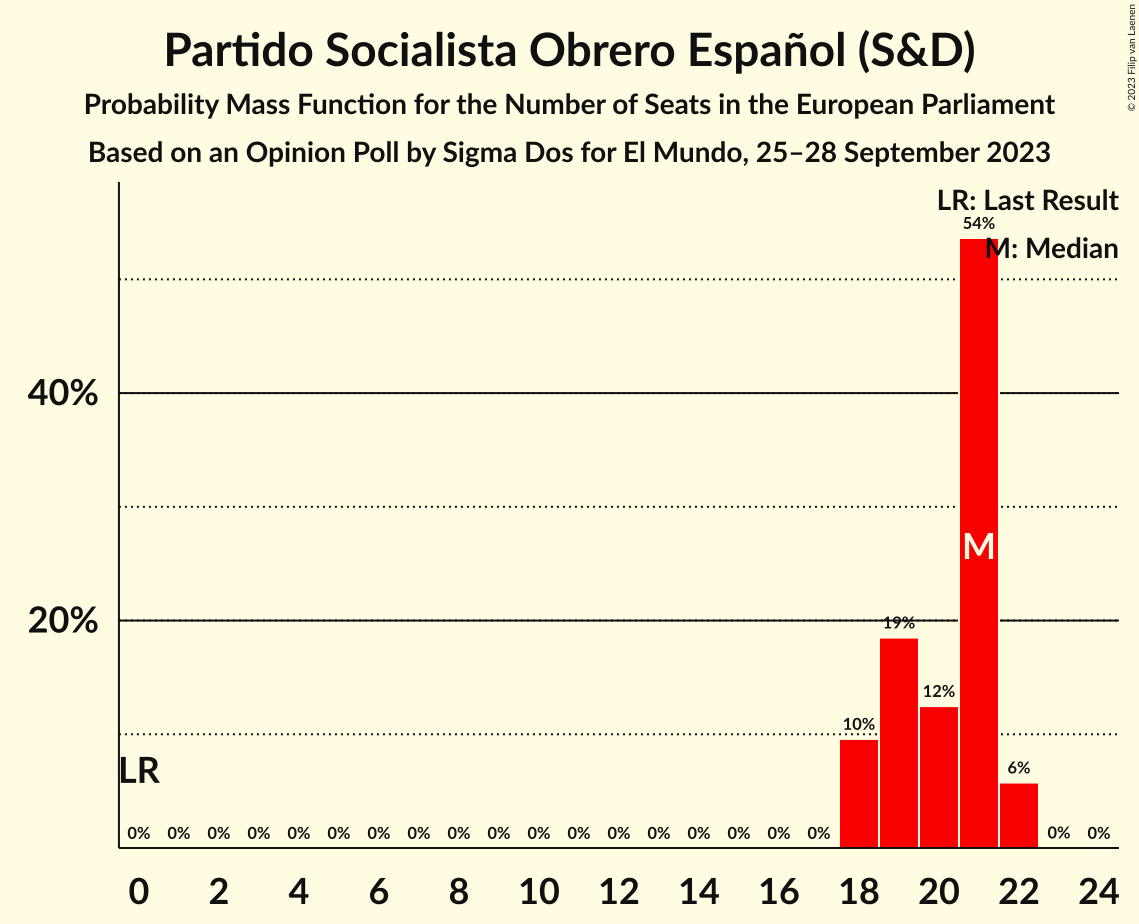 Partido Socialista Obrero Español (S&D)
Probability Mass Function for the Number of Seats in the European Parliament
Based on an Opinion Poll by Sigma Dos for El Mundo, 25–28 September 2023
© 2023 Filip van Laenen
LR: Last Result
54%
M: Median
40%
M
20%
19%
12%
10%
LR
6%
0% 0% 0% 0% 0% 0% 0% 0% 0% 0% 0% 0% 0% 0% 0% 0% 0% 0% 0% 0%
0 2 4 6 8 10 12 14 16 18 20 22 24